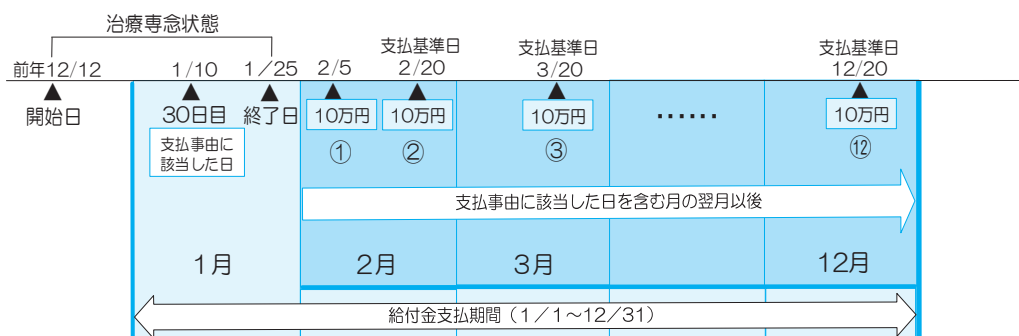 治療専念状態
支払基準日
支払基準日
支払基準日
前年12/12
1/10
1/25
2/5
2/20
3/20
12/20
開始日
30日目
終了日
10万円
10万円
10万円
……
10万円
支払事由に
該当した日
①
②
③
⑫
支払事由に該当した日を含む月の翌月以後
1月
2月
3月
12月
給付金支払期間（1/1～12/31）